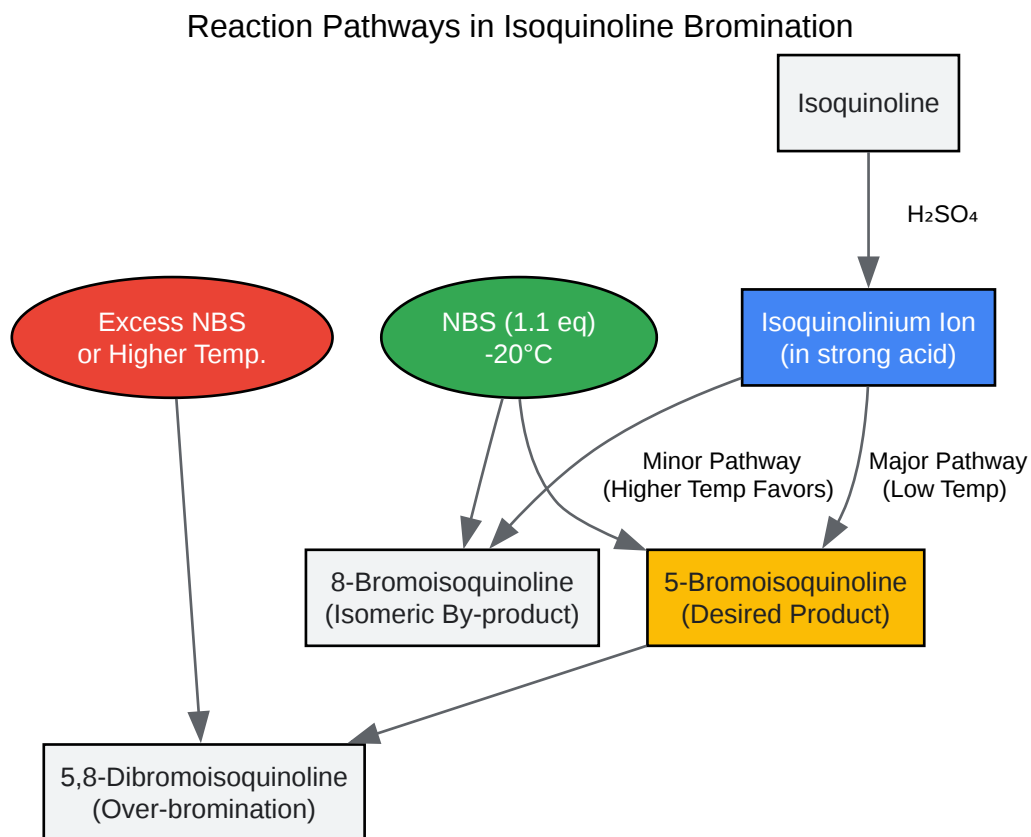 Reaction Pathways in Isoquinoline Bromination
Isoquinoline
H₂SO₄
Excess NBS
or Higher Temp.
NBS (1.1 eq)
-20°C
Isoquinolinium Ion
(in strong acid)
Minor Pathway
(Higher Temp Favors)
Major Pathway
(Low Temp)
8-Bromoisoquinoline
(Isomeric By-product)
5-Bromoisoquinoline
(Desired Product)
5,8-Dibromoisoquinoline
(Over-bromination)